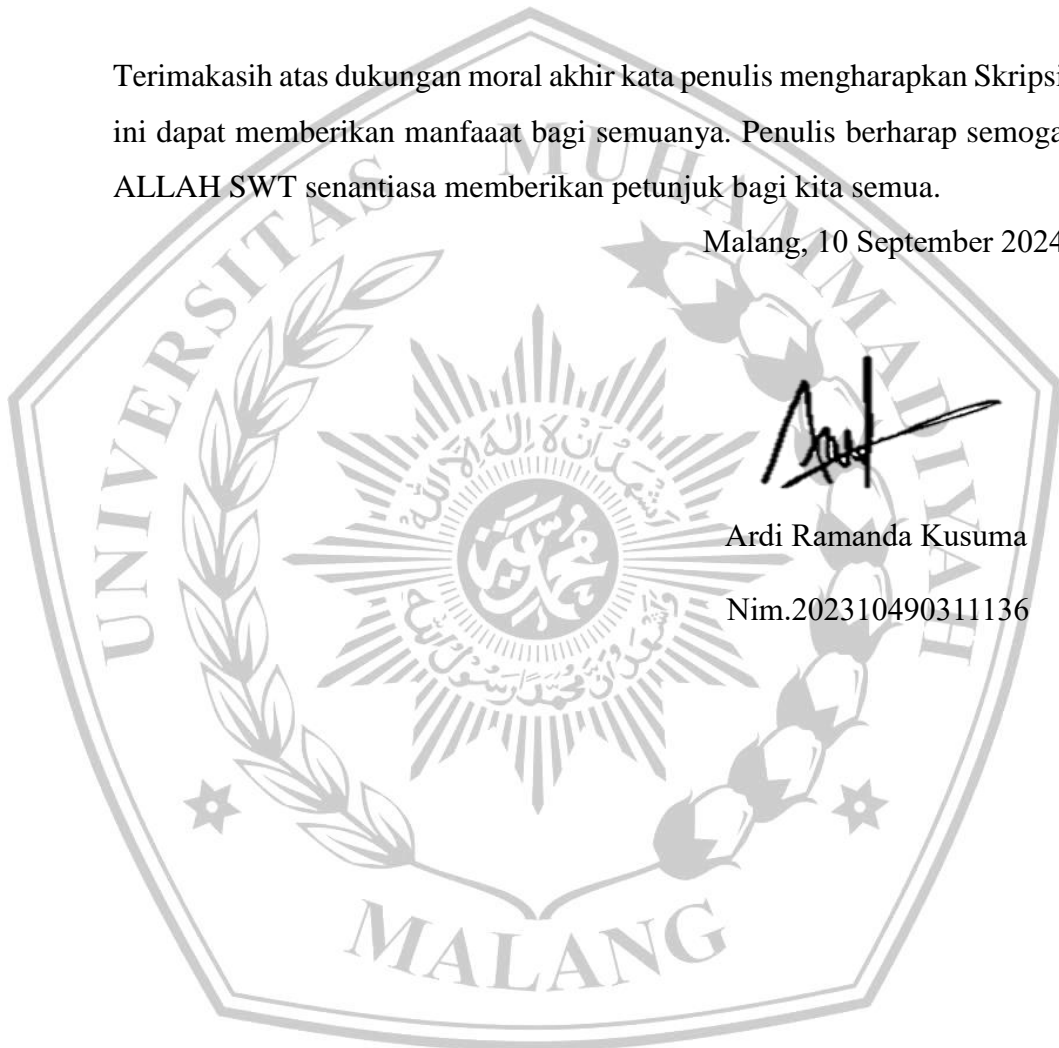 Terimakasih atas dukungan moral akhir kata penulis mengharapkan Skripsi
ini dapat memberikan manfaaat bagi semuanya. Penulis berharap semoga
ALLAH SWT senantiasa memberikan petunjuk bagi kita semua.
Malang, 10 September 2024
Ardi Ramanda Kusuma
Nim.202310490311136
UNIVERSITAS MUHAMMADIYAH
MALANG